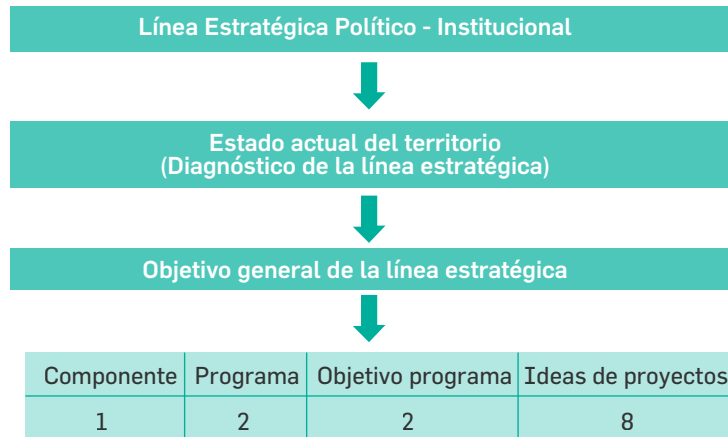 Línea Estratégica Político - Institucional
Estado actual del territorio
(Diagnóstico de la línea estratégica)
Objetivo general de la línea estratégica
Componente Programa Objetivo programa Ideas de proyectos
1 2 2 8